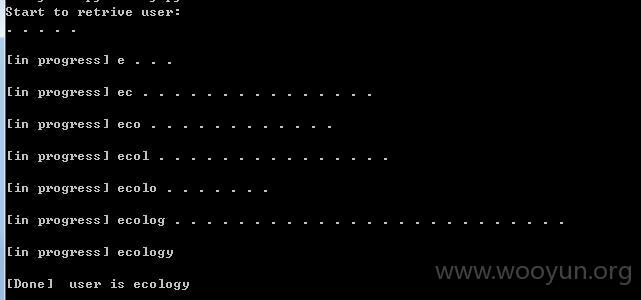 Start to retrive user:
. . . . .
[in progress] e . . .
[in progress] ec . . . . . . . . . . . . . . .
[in progress] eco . . . . . . . . . . . .
[in progress] ecol . . . . . . . . . . . . . . .
[in progress] ecolo . . . . . . .
[in progress] ecolog . . . . . . . . . . . . . . . . . . . . . . . . .
[in progress] ecology
[Done]  user is ecology
www.wooyun.org